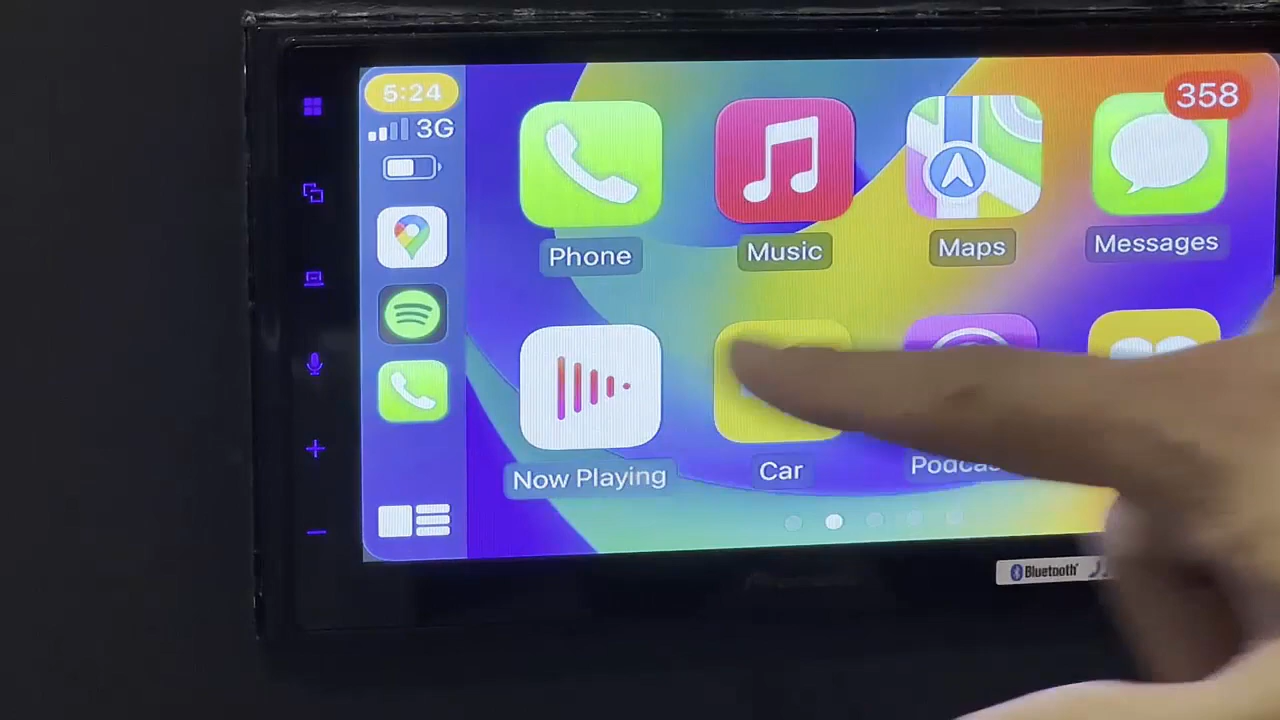 5:24
3G
358
Phone
Music
Maps
Messages
Now Playing
Car
Bluetooth